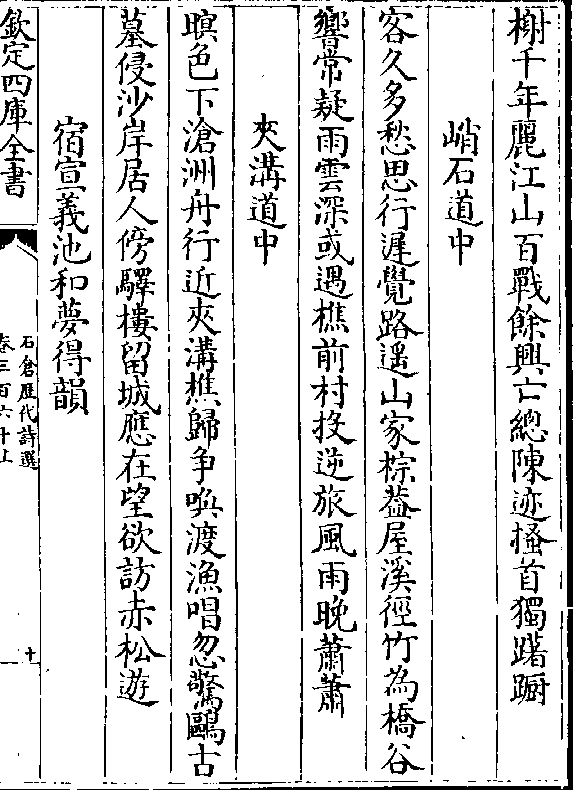 榭千年麗江山百戰餘興亡總陳迹搔首獨躇蹰
峭石道中
客久多愁思行遲覺路遥山家棕葢屋溪徑竹為橋谷
響常疑雨雲深或遇樵前村投逆旅風雨晚蕭蕭
夾溝道中
暝色下滄洲舟行近夾溝樵歸争喚渡漁唱忽驚鷗古
墓侵沙岸居人傍驛樓留城應在望欲訪赤松遊
宿宣義池和夢得韻
欽定四庫全書
石倉歷代詩選
卷三百六十上
十